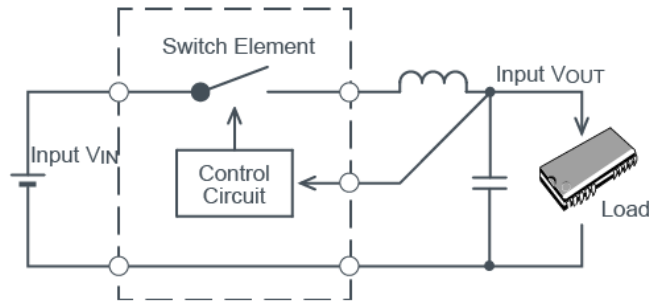 Switch Element
Input VOUT
Input VIN
Control
Circuit
Load